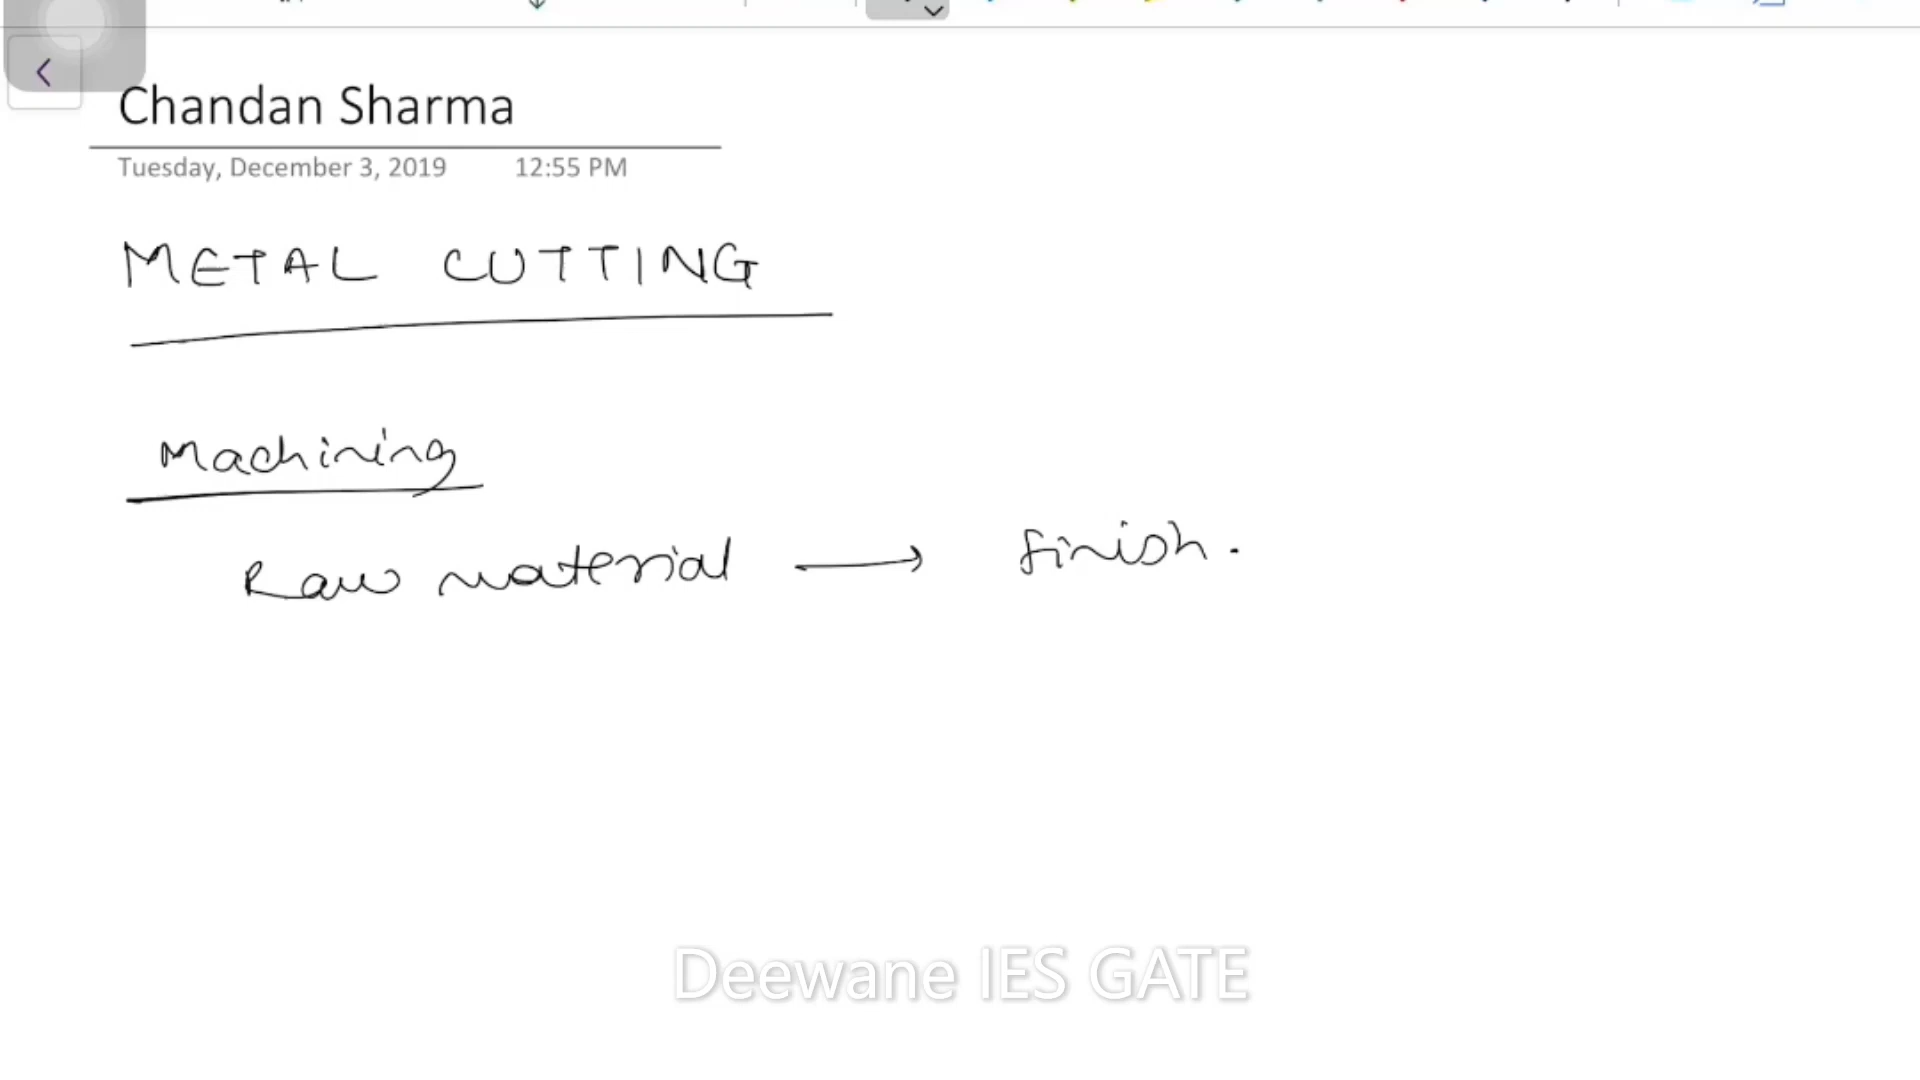 Chandan Sharma
Tuesday, December 3, 2019 12:55 PM
METAL CUTTING
Machining
Raw material → finish.
Deewane IES GATE